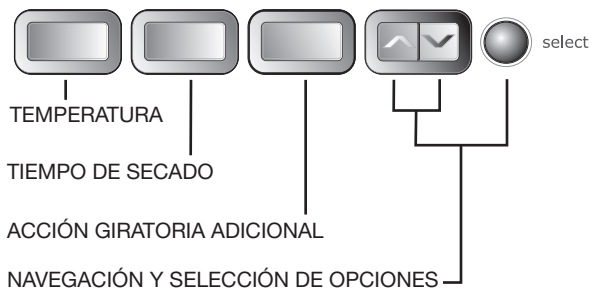 select
TEMPERATURA
TIEMPO DE SECADO
ACCIÓN GIRATORIA ADICIONAL
NAVEGACIÓN Y SELECCIÓN DE OPCIONES